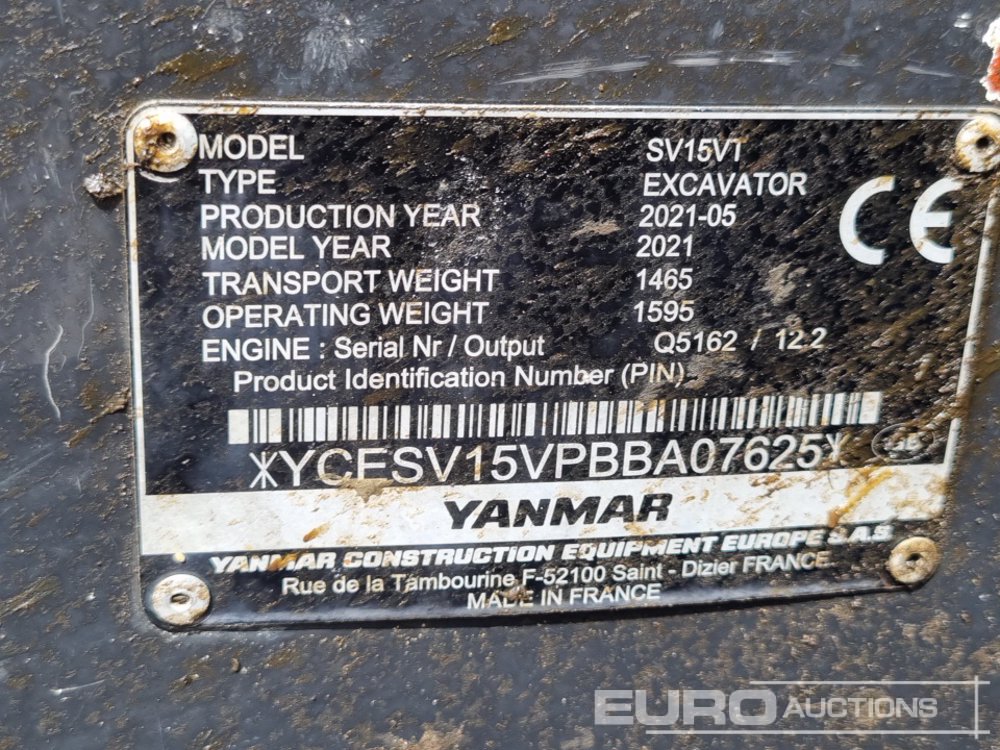 MODEL SV15VT
TYPE EXCAVATOR
PRODUCTION YEAR 2021-05
MODEL YEAR 2021
TRANSPORT WEIGHT 1465
OPERATING WEIGHT 1595
ENGINE : Serial Nr / Output Q5162 / 12.2
CE
Product Identification Number (PIN)
YCESV15VPBBA07625
YANMAR
YANMAR CONSTRUCTION EQUIPMENT EUROPE S.A.S.
Rue de la Tambourine F-52100 Saint - Dizier FRANCE
MADE IN FRANCE
EURO AUCTIONS